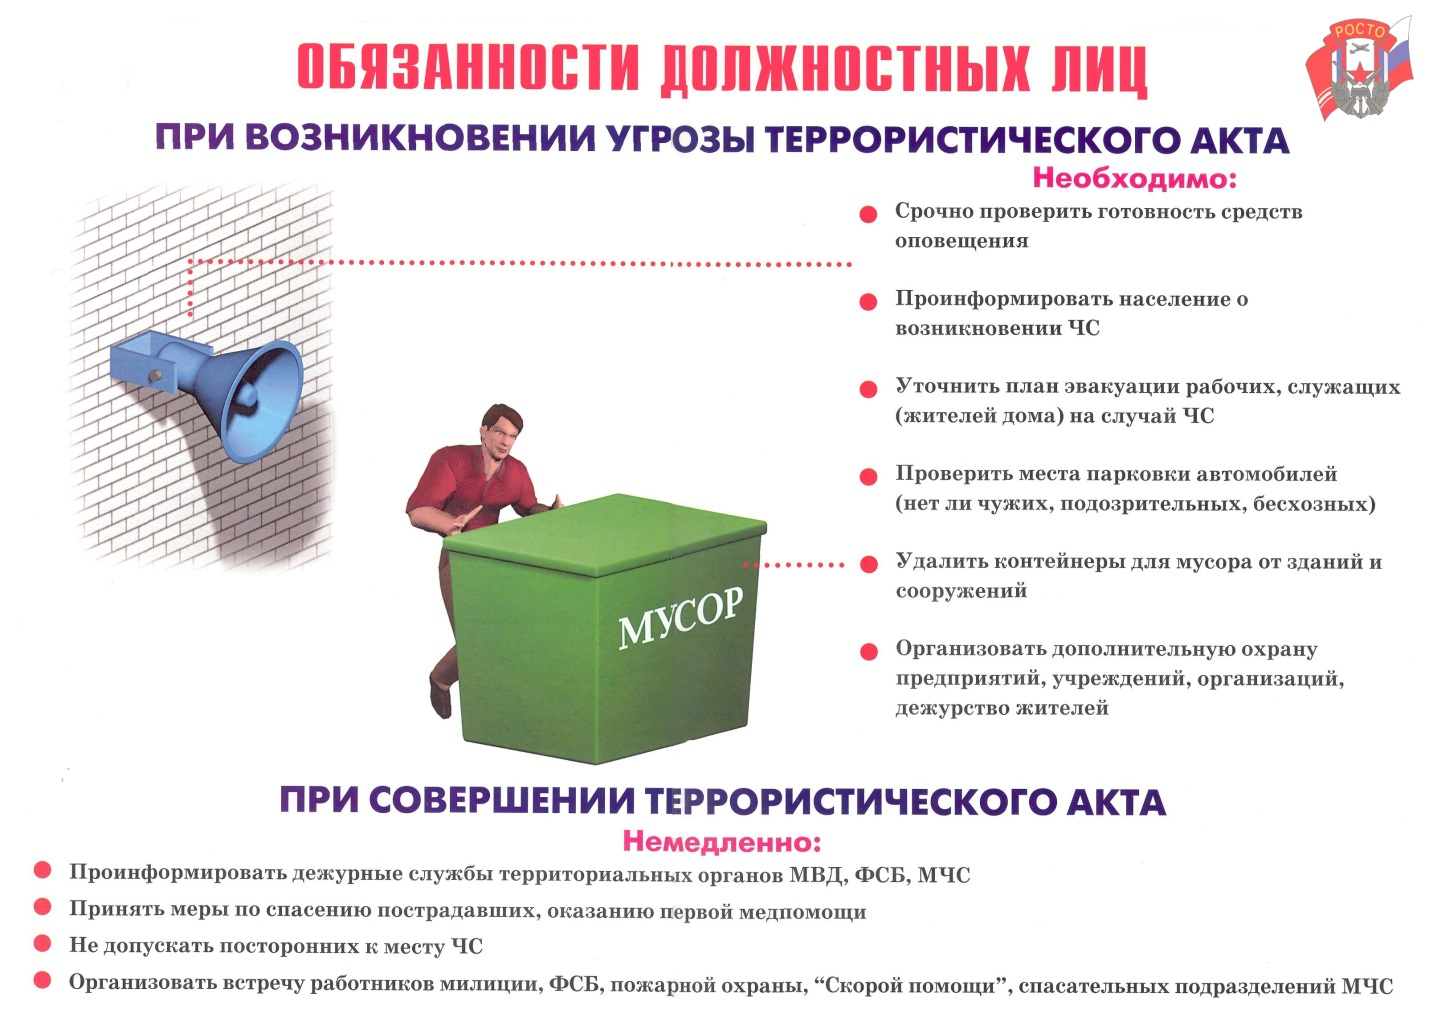 РОСТО
ОБЯЗАННОСТИ ДОЛЖНОСТНЫХ ЛИЦ
ПРИ ВОЗНИКНОВЕНИИ УГРОЗЫ ТЕРРОРИСТИЧЕСКОГО АКТА
Необходимо:
Срочно проверить готовность средств
оповещения
Проинформировать население о
возникновении ЧС
Уточнить план эвакуации рабочих, служащих
(жителей дома) на случай ЧС
Проверить места парковки автомобилей
(нет ли чужих, подозрительных, бесхозных)
Удалить контейнеры для мусора от зданий и
сооружений
Организовать дополнительную охрану
предприятий, учреждений, организаций,
дежурство жителей
МУСОР
ПРИ СОВЕРШЕНИИ ТЕРРОРИСТИЧЕСКОГО АКТА
Немедленно:
Проинформировать дежурные службы территориальных органов МВД, ФСБ, МЧС
Принять меры по спасению пострадавших, оказанию первой медпомощи
Не допускать посторонних к месту ЧС
Организовать встречу работников милиции, ФСБ, пожарной охраны, “Скорой помощи”, спасательных подразделений МЧС